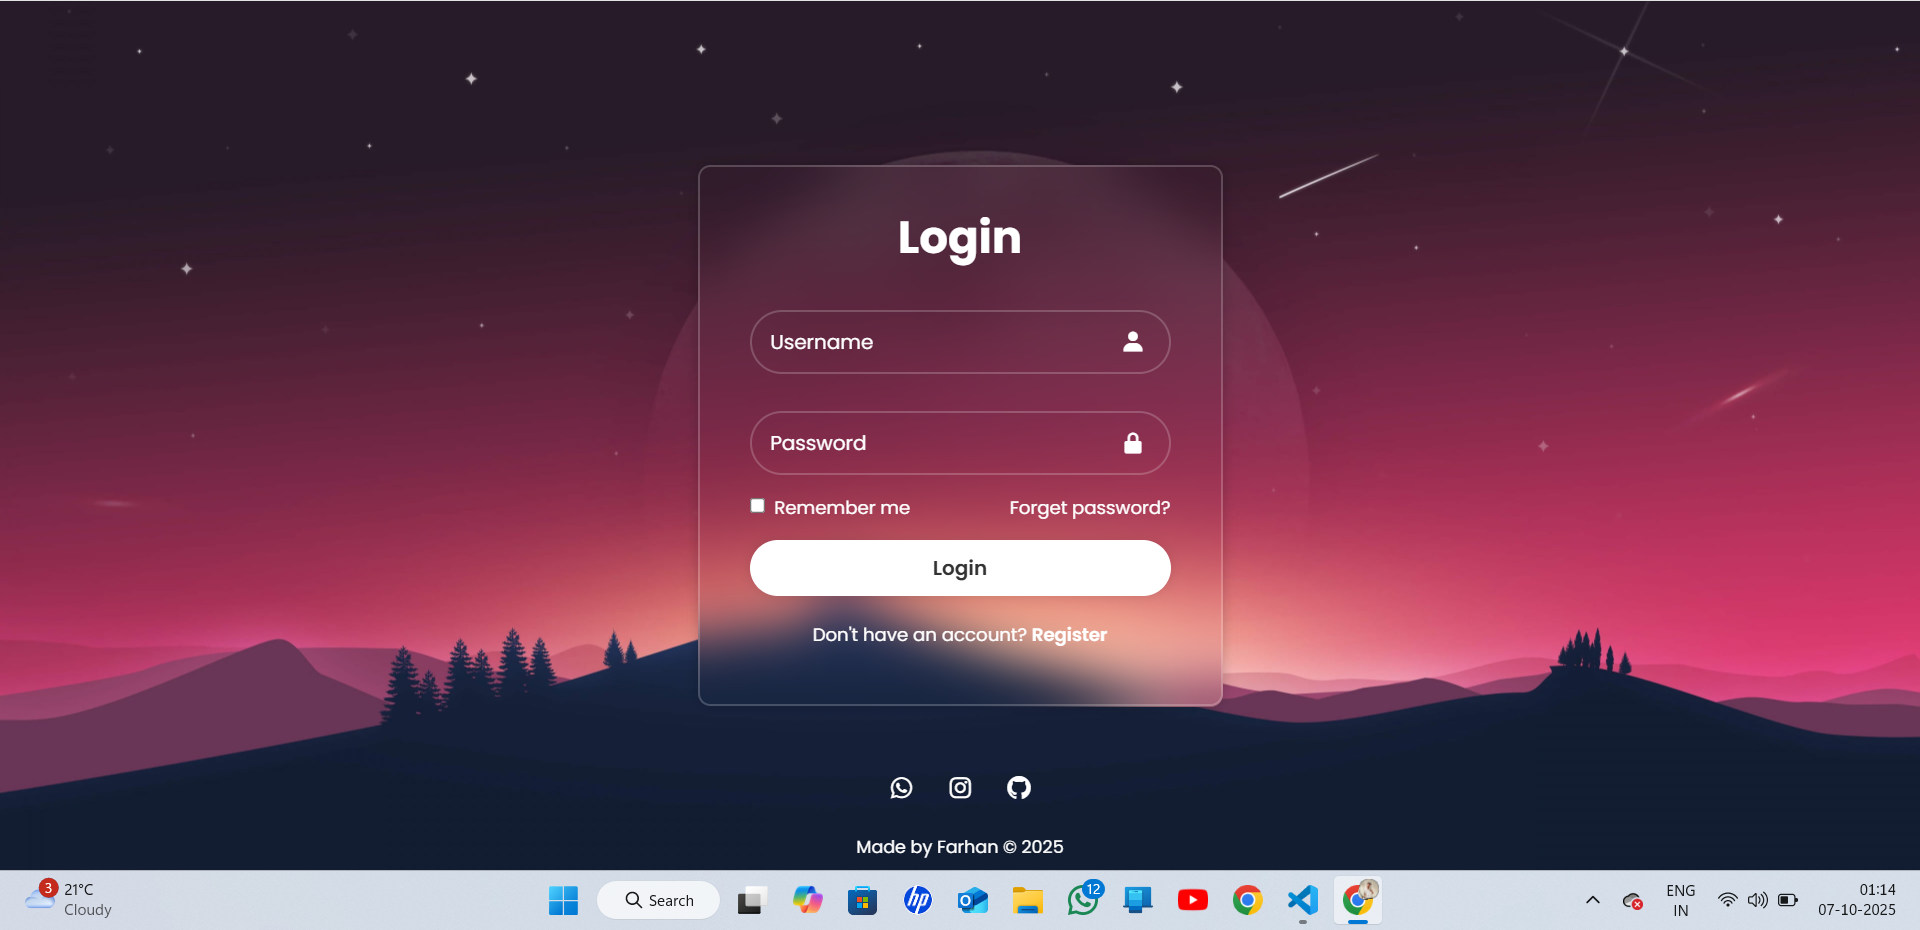 Login
Username
Password
Remember me Forget password?
Login
Don't have an account? Register
Made by Farhan © 2025
3
21°C
Cloudy
Search
hp
12
ENG
IN
01:14
07-10-2025